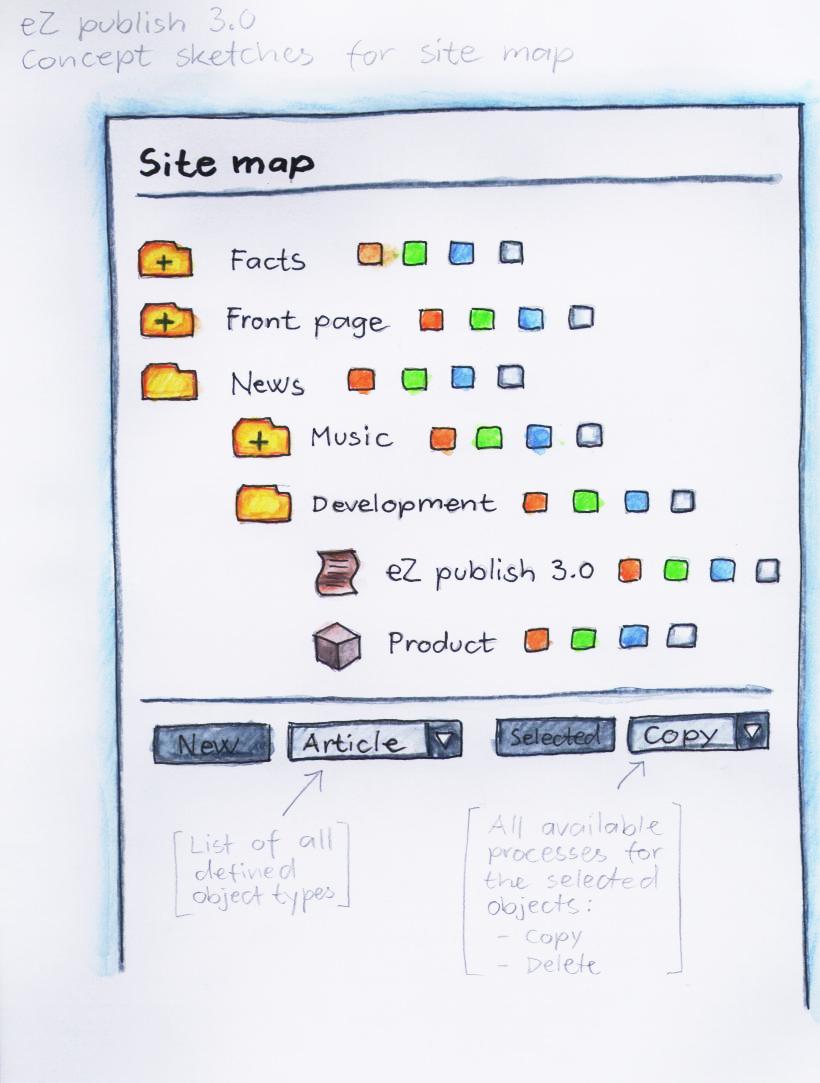 eZ publish 3.0
Concept sketches for site map
Site map
+ Facts
+ Front page
News
+ Music
Development
eZ publish 3.0
Product
New Article Selected Copy
[List of all
defined
object types]
[All available
processes for
the selected
objects:
- Copy
- Delete]